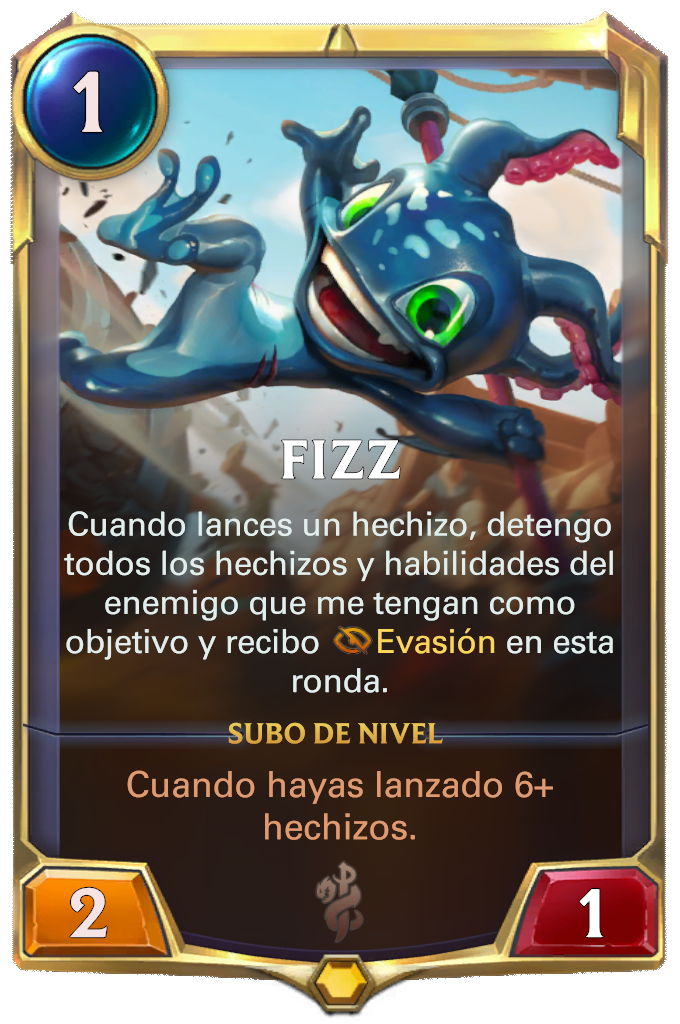 1
FIZZ
Cuando lances un hechizo, detengo
todos los hechizos y habilidades del
enemigo que me tengan como
objetivo y recibo Evasión en esta
ronda.
SUBO DE NIVEL
Cuando hayas lanzado 6+
hechizos.
2
1